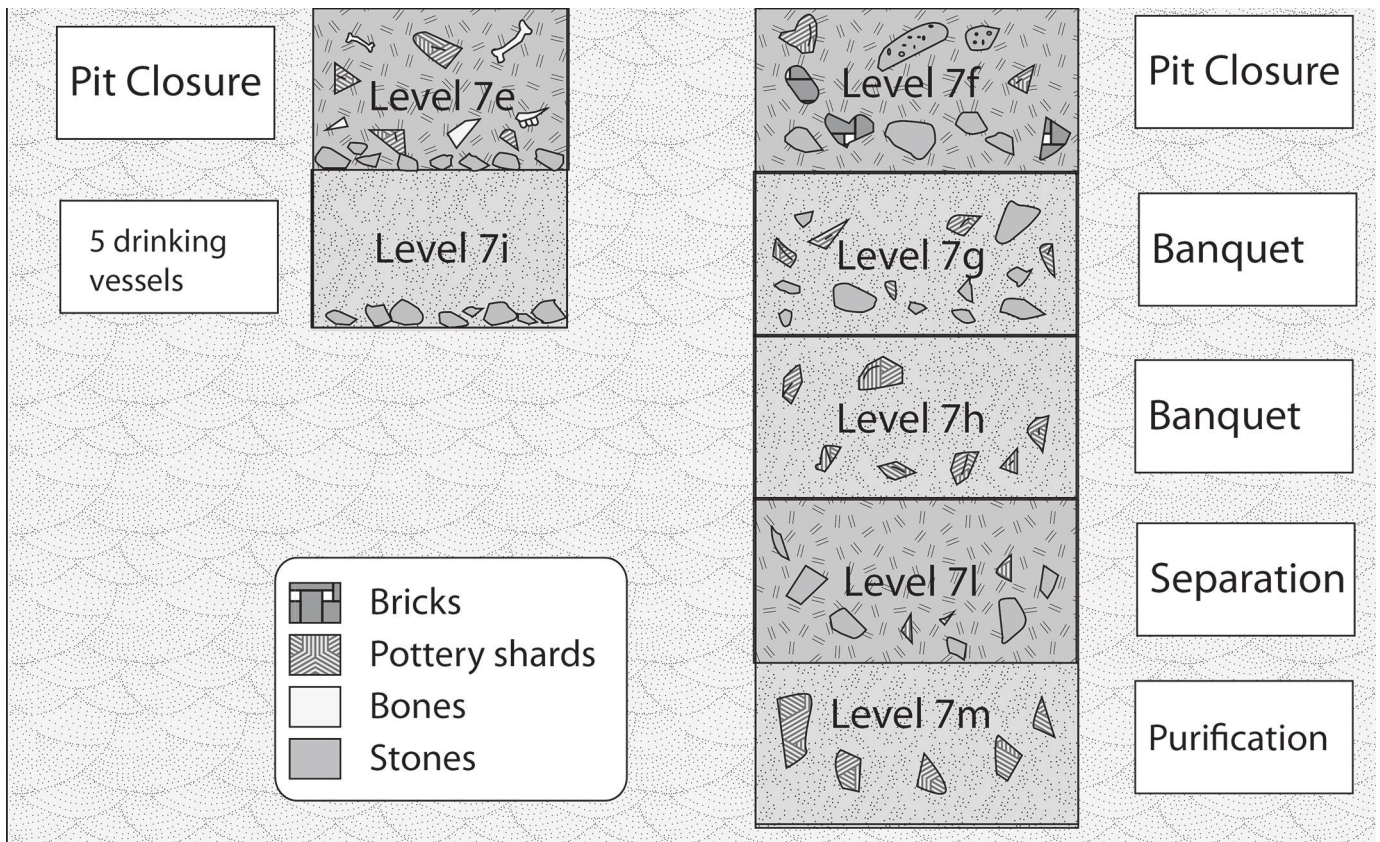 Pit Closure
Level 7e
5 drinking
vessels
Level 7i
Level 7f
Pit Closure
Level 7g
Banquet
Level 7h
Banquet
Level 7l
Separation
Level 7m
Purification
Bricks
Pottery shards
Bones
Stones